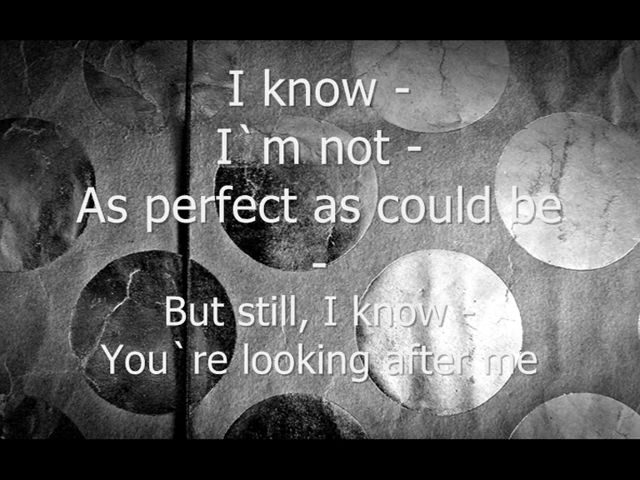 I know -
I`m not -
As perfect as could be
-
But still, I know -
You`re looking after me